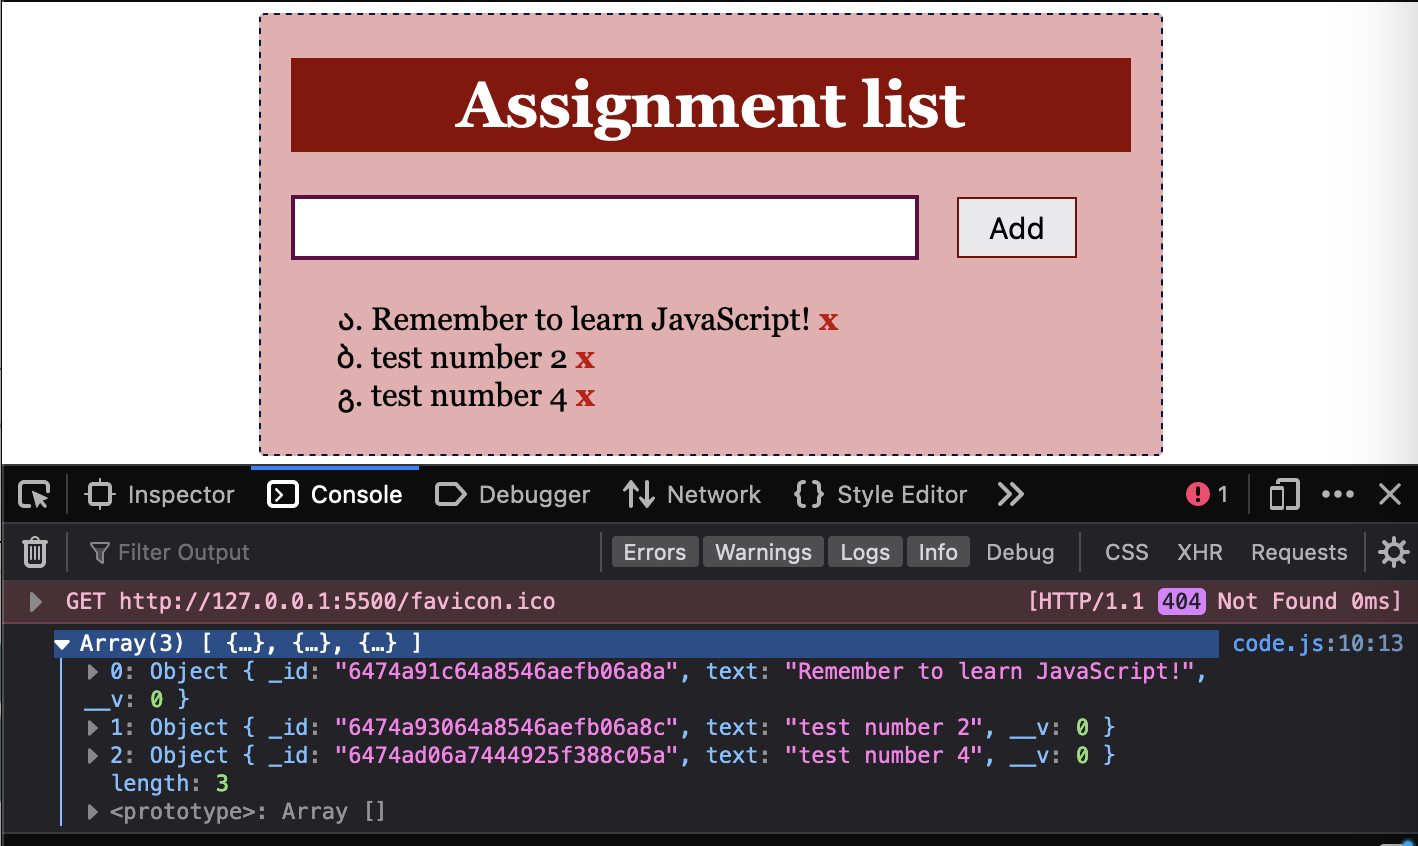 Assignment list
Add
ა. Remember to learn JavaScript! x
ბ. test number 2 x
გ. test number 4 x
Inspector Console Debugger Network Style Editor 1
Filter Output Errors Warnings Logs Info Debug CSS XHR Requests
GET http://127.0.0.1:5500/favicon.ico [HTTP/1.1 404 Not Found 0ms]
Array(3) [ {…}, {…}, {…} ] code.js:10:13
0: Object { _id: "6474a91c64a8546aefb06a8a", text: "Remember to learn JavaScript!",
__v: 0 }
1: Object { _id: "6474a93064a8546aefb06a8c", text: "test number 2", __v: 0 }
2: Object { _id: "6474ad06a7444925f388c05a", text: "test number 4", __v: 0 }
length: 3
<prototype>: Array []